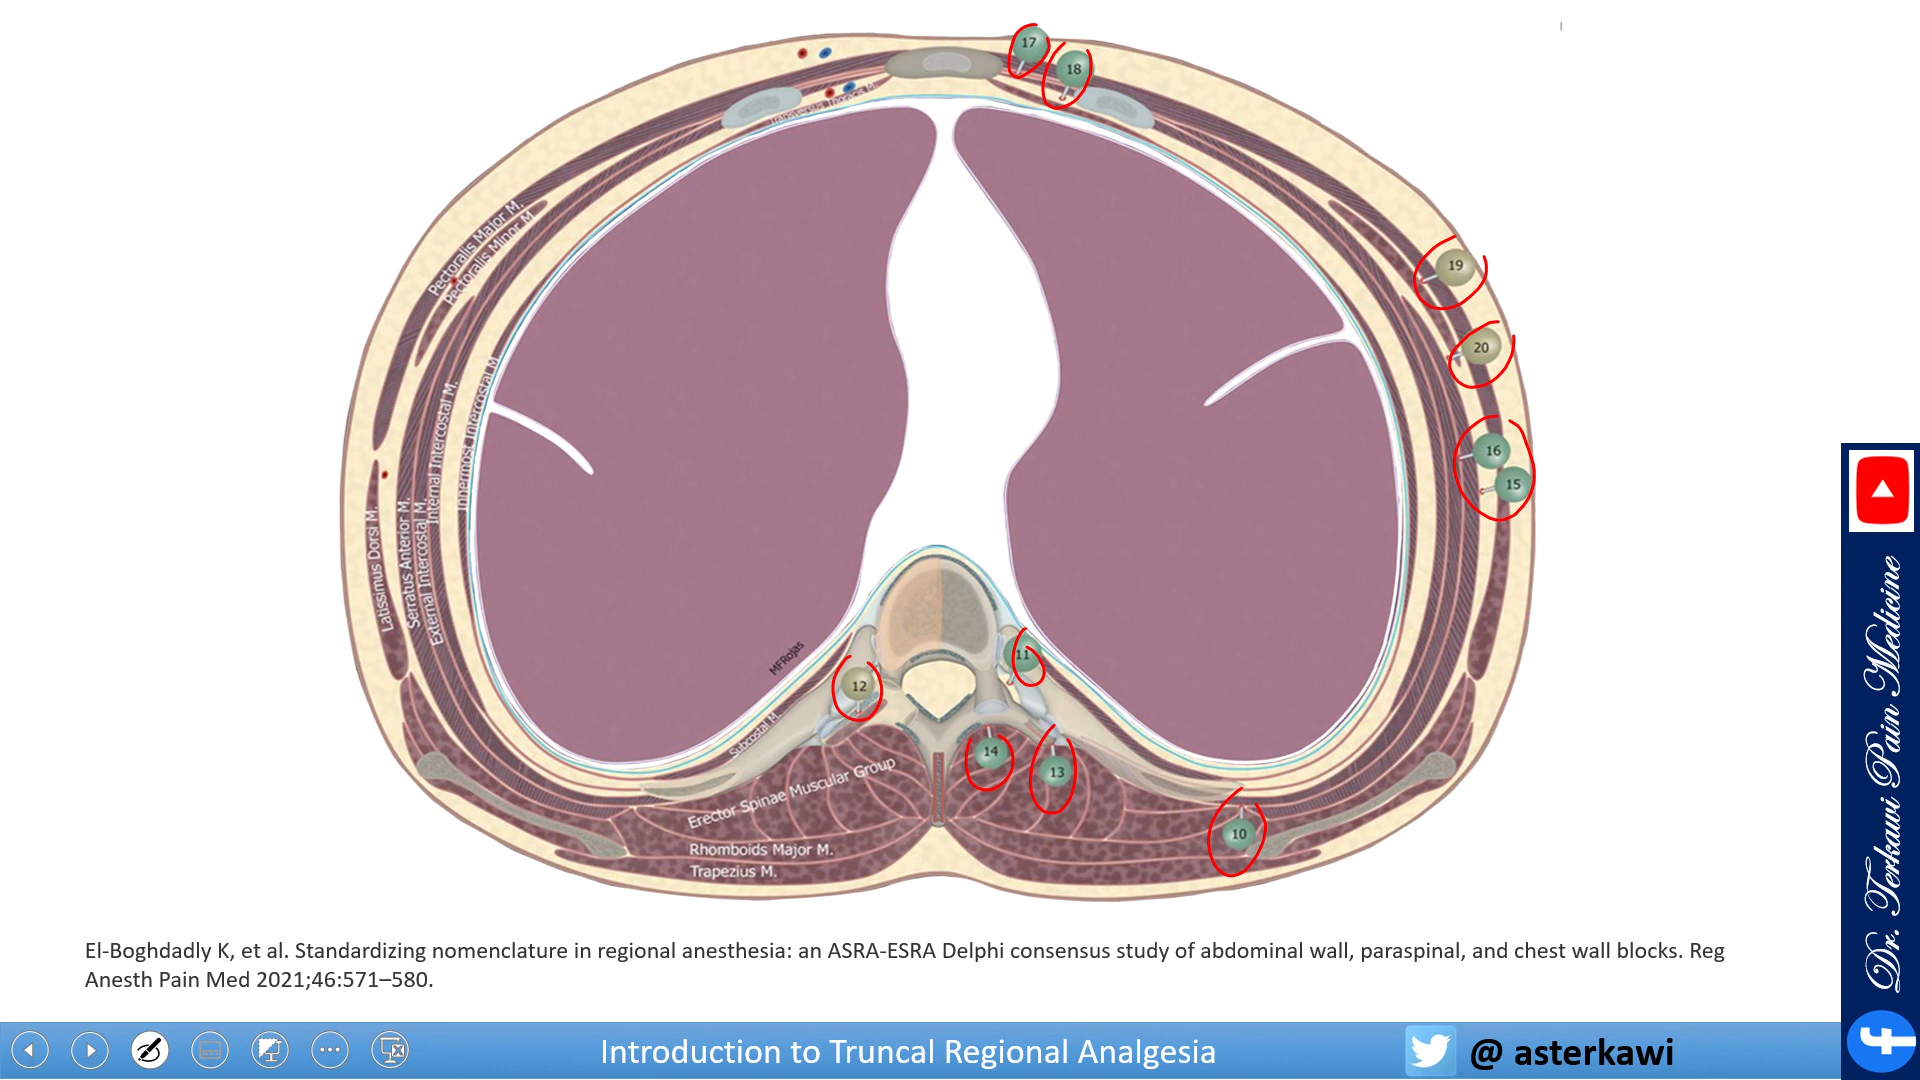 17
18
Transversus Thoracis M.
Pectoralis Major M.
Pectoralis Minor M.
19
20
Internal Intercostal M.
Innermost Intercostal M.
16
15
Latissimus Dorsi M.
Serratus Anterior M.
External Intercostal M.
MFRojas
11
12
Subcostal M.
14
13
Erector Spinae Muscular Group
10
Rhomboids Major M.
Trapezius M.
El-Boghdadly K, et al. Standardizing nomenclature in regional anesthesia: an ASRA-ESRA Delphi consensus study of abdominal wall, paraspinal, and chest wall blocks. Reg
Anesth Pain Med 2021;46:571–580.
Dr. Terkawi Pain Medicine
Introduction to Truncal Regional Analgesia
@ asterkawi